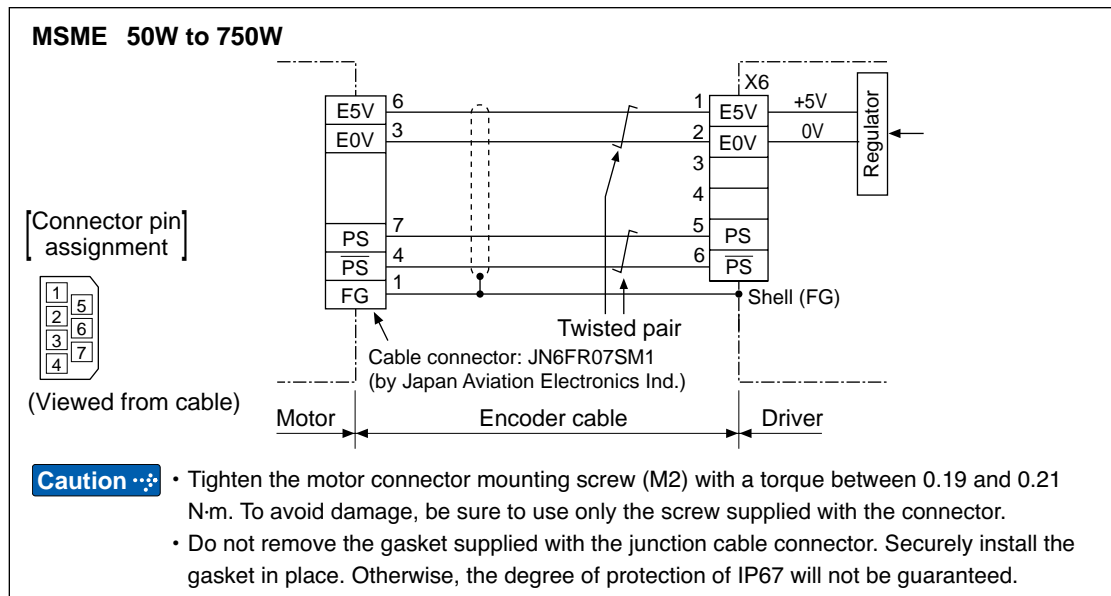 MSME 50W to 750W
X6
E5V 6 1 E5V +5V
E0V 3 2 E0V 0V
Regulator
3
4
[Connector pin assignment]
PS 7 5 PS
P̅S̅ 4 6 P̅S̅
FG 1
Shell (FG)
1
2
3
4
5
6
7
Twisted pair
Cable connector: JN6FR07SM1
(by Japan Aviation Electronics Ind.)
(Viewed from cable)
Motor Encoder cable Driver
Caution
・Tighten the motor connector mounting screw (M2) with a torque between 0.19 and 0.21
N·m. To avoid damage, be sure to use only the screw supplied with the connector.
・Do not remove the gasket supplied with the junction cable connector. Securely install the
gasket in place. Otherwise, the degree of protection of IP67 will not be guaranteed.